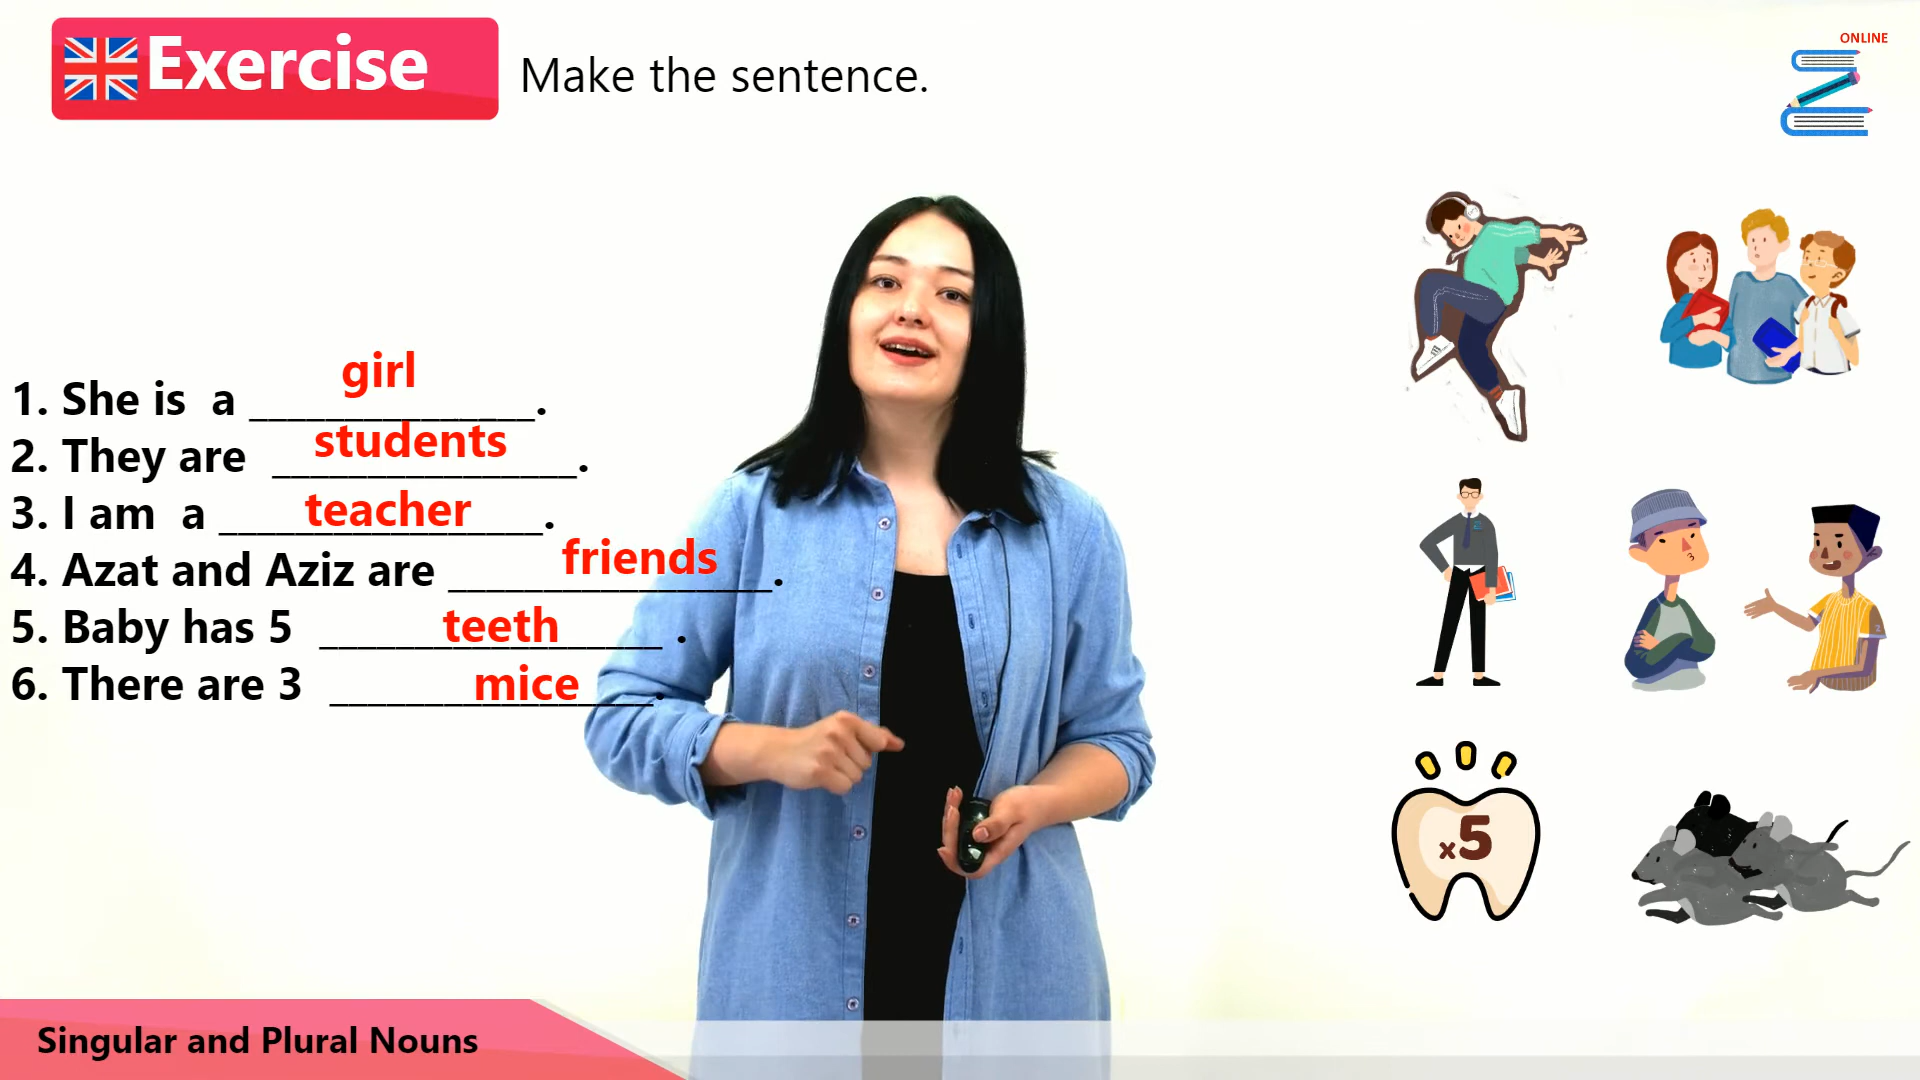 Exercise
Make the sentence.
ONLINE
1. She is a girl.
2. They are students.
3. I am a teacher.
4. Azat and Aziz are friends.
5. Baby has 5 teeth.
6. There are 3 mice.
x5
Singular and Plural Nouns